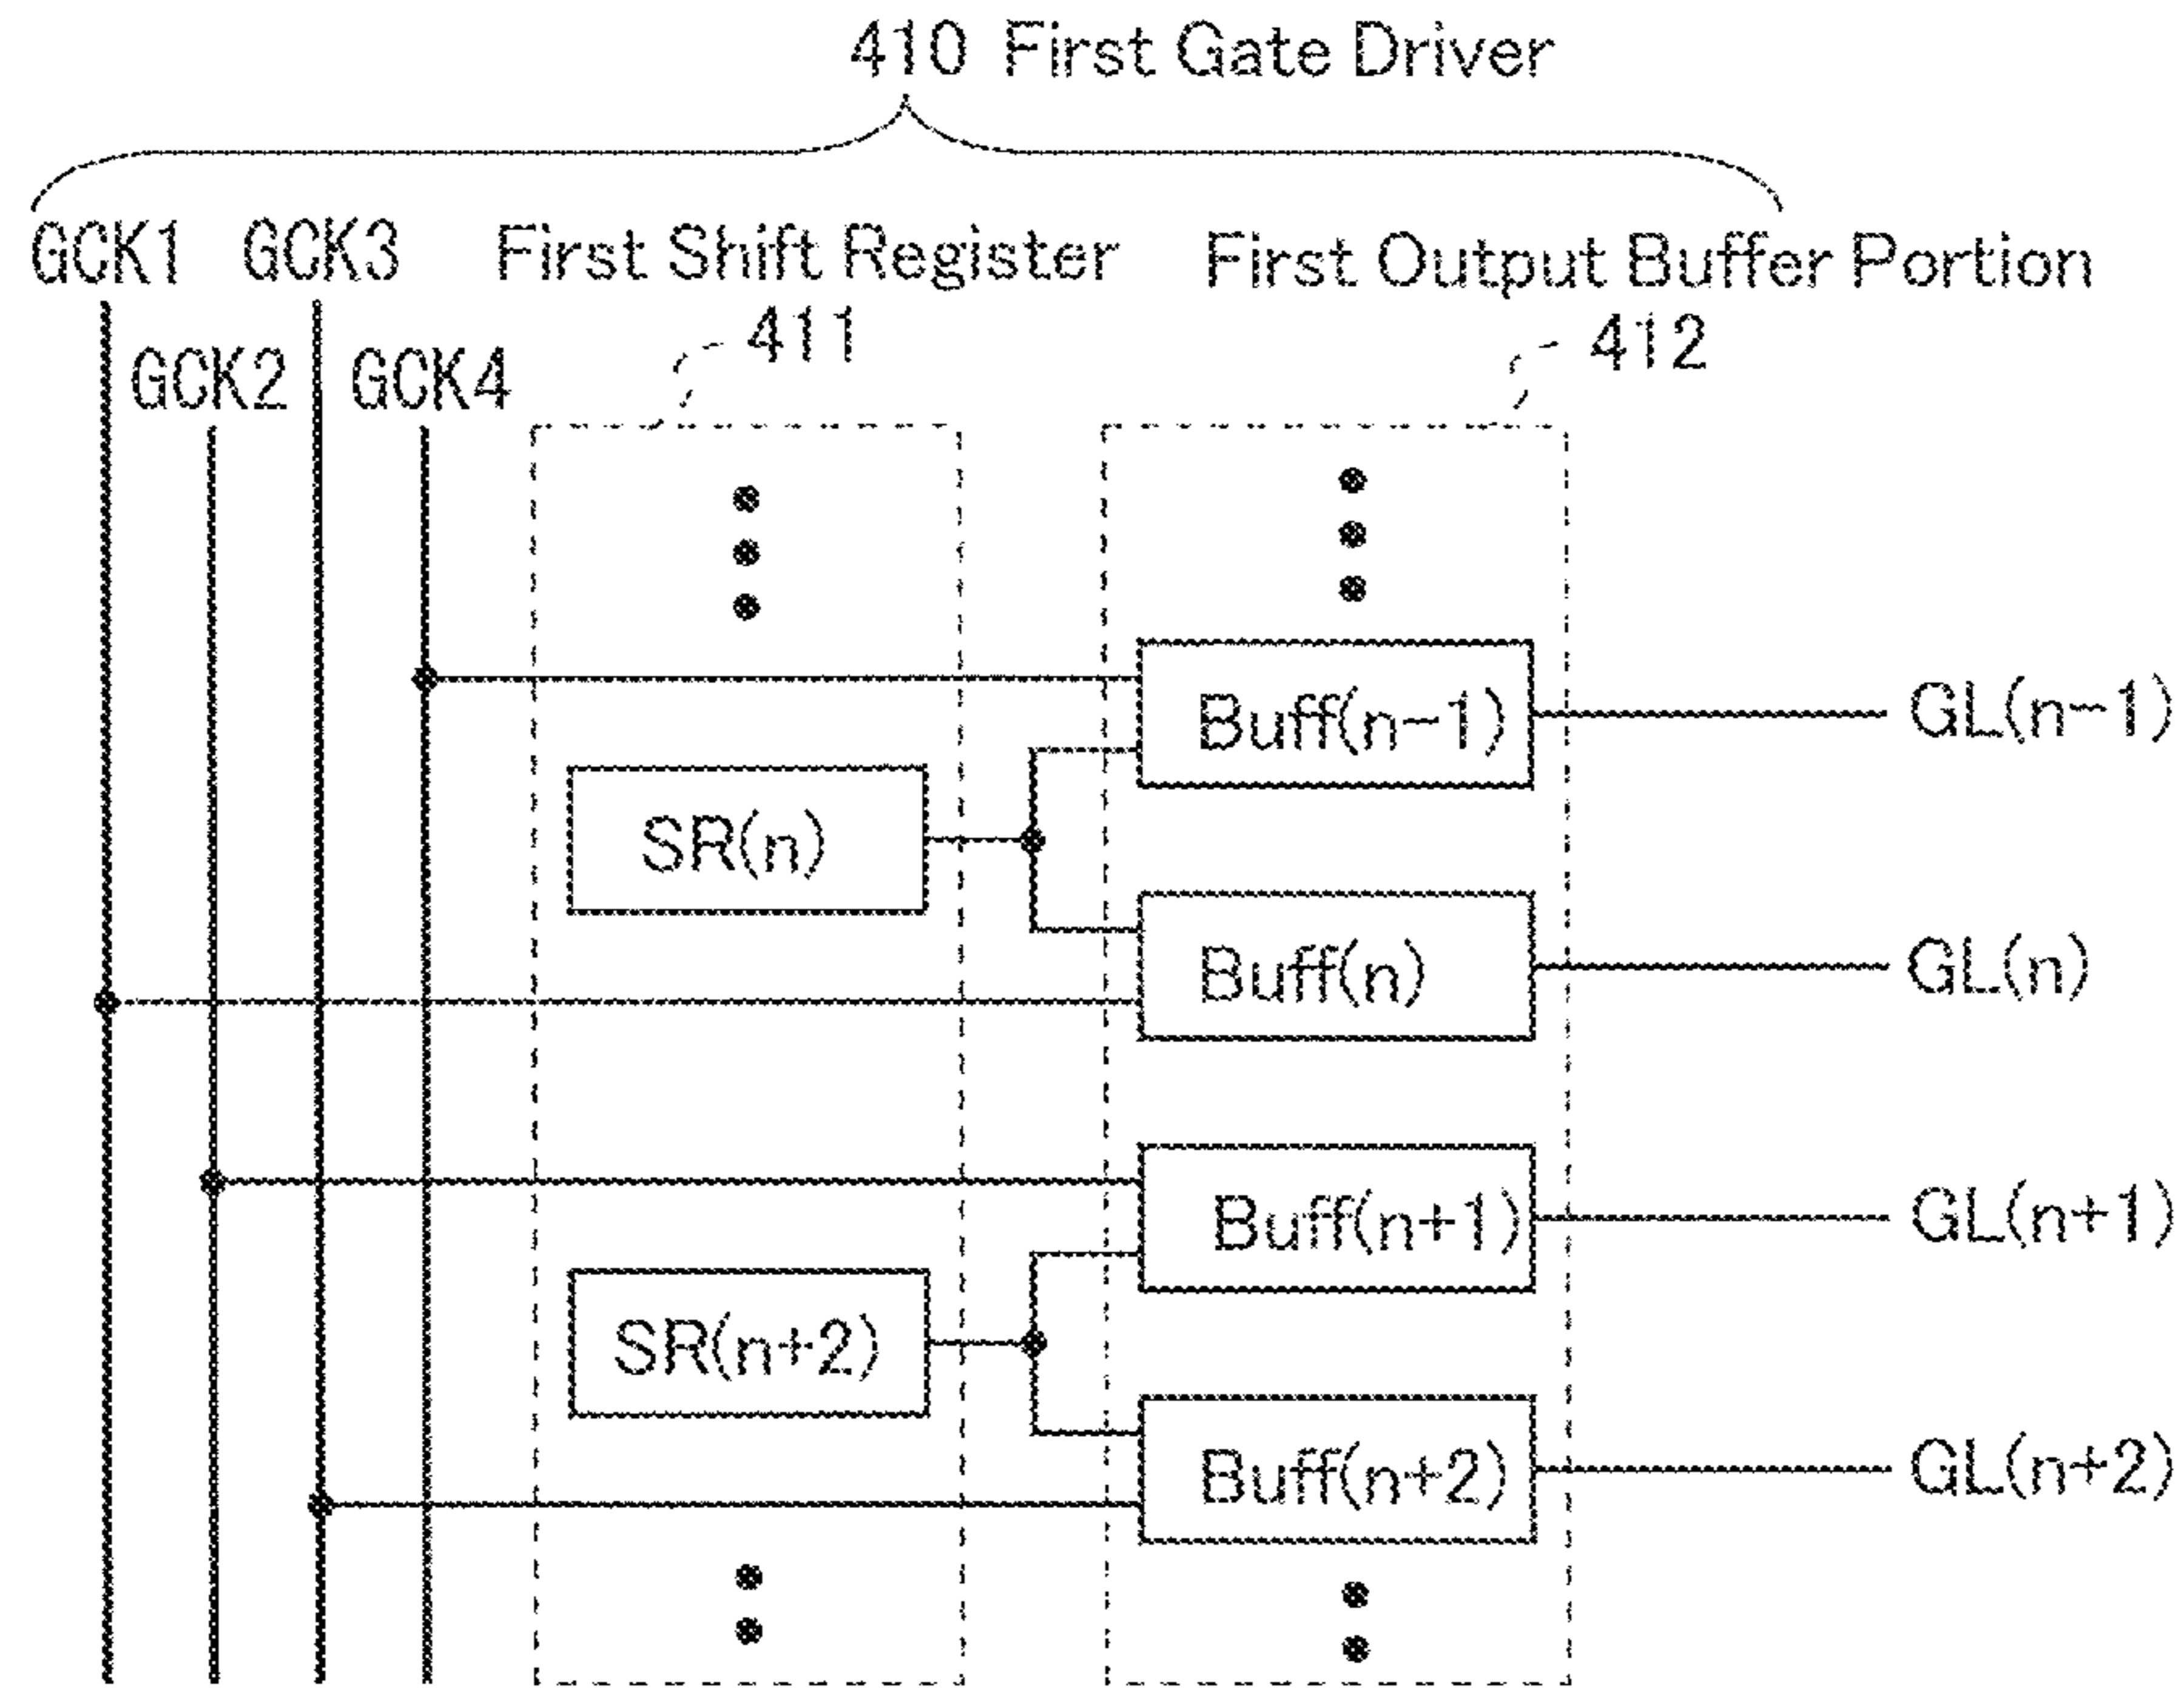 410 First Gate Driver
GCK1 GCK3 First Shift Register First Output Buffer Portion
411 412
GCK2 GCK4
Buff(n-1) GL(n-1)
SR(n)
Buff(n) GL(n)
Buff(n+1) GL(n+1)
SR(n+2)
Buff(n+2) GL(n+2)